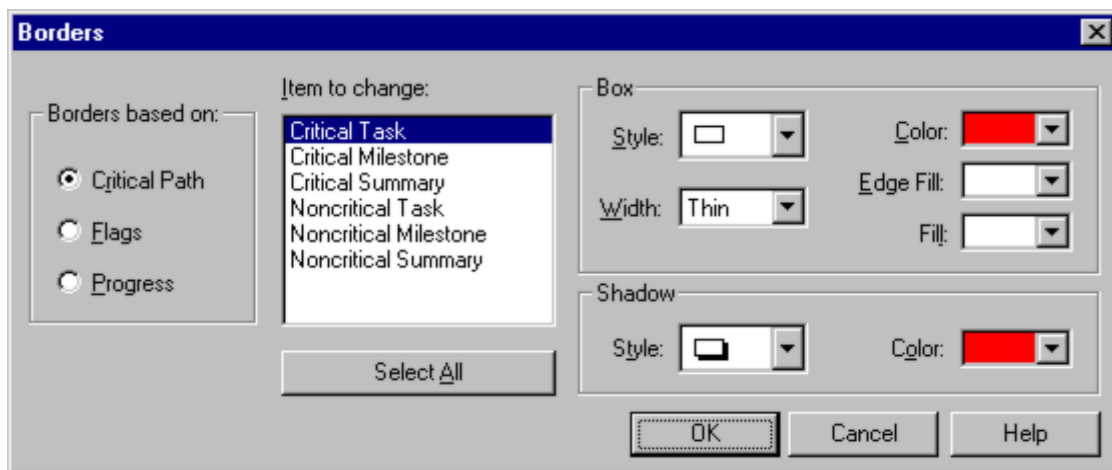 Borders
Borders based on:
Critical Path
Flags
Progress
Item to change:
Critical Task
Critical Milestone
Critical Summary
Noncritical Task
Noncritical Milestone
Noncritical Summary
Select All
Box
Style:
Color:
Edge Fill:
Width: Thin
Fill:
Shadow
Style:
Color:
OK
Cancel
Help